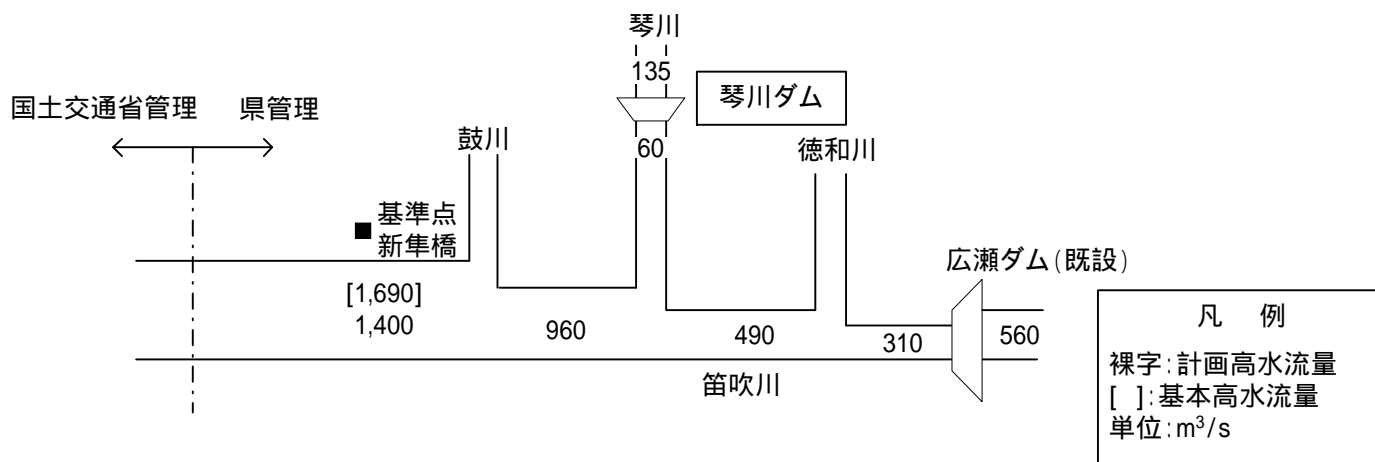 琴川
135
琴川ダム
国土交通省管理 県管理
鼓川
60
徳和川
■ 基準点
新隼橋
広瀬ダム(既設)
[1,690]
1,400
960
490
310
560
笛吹川
凡 例
裸字:計画高水流量
[ ]:基本高水流量
単位:m³/s